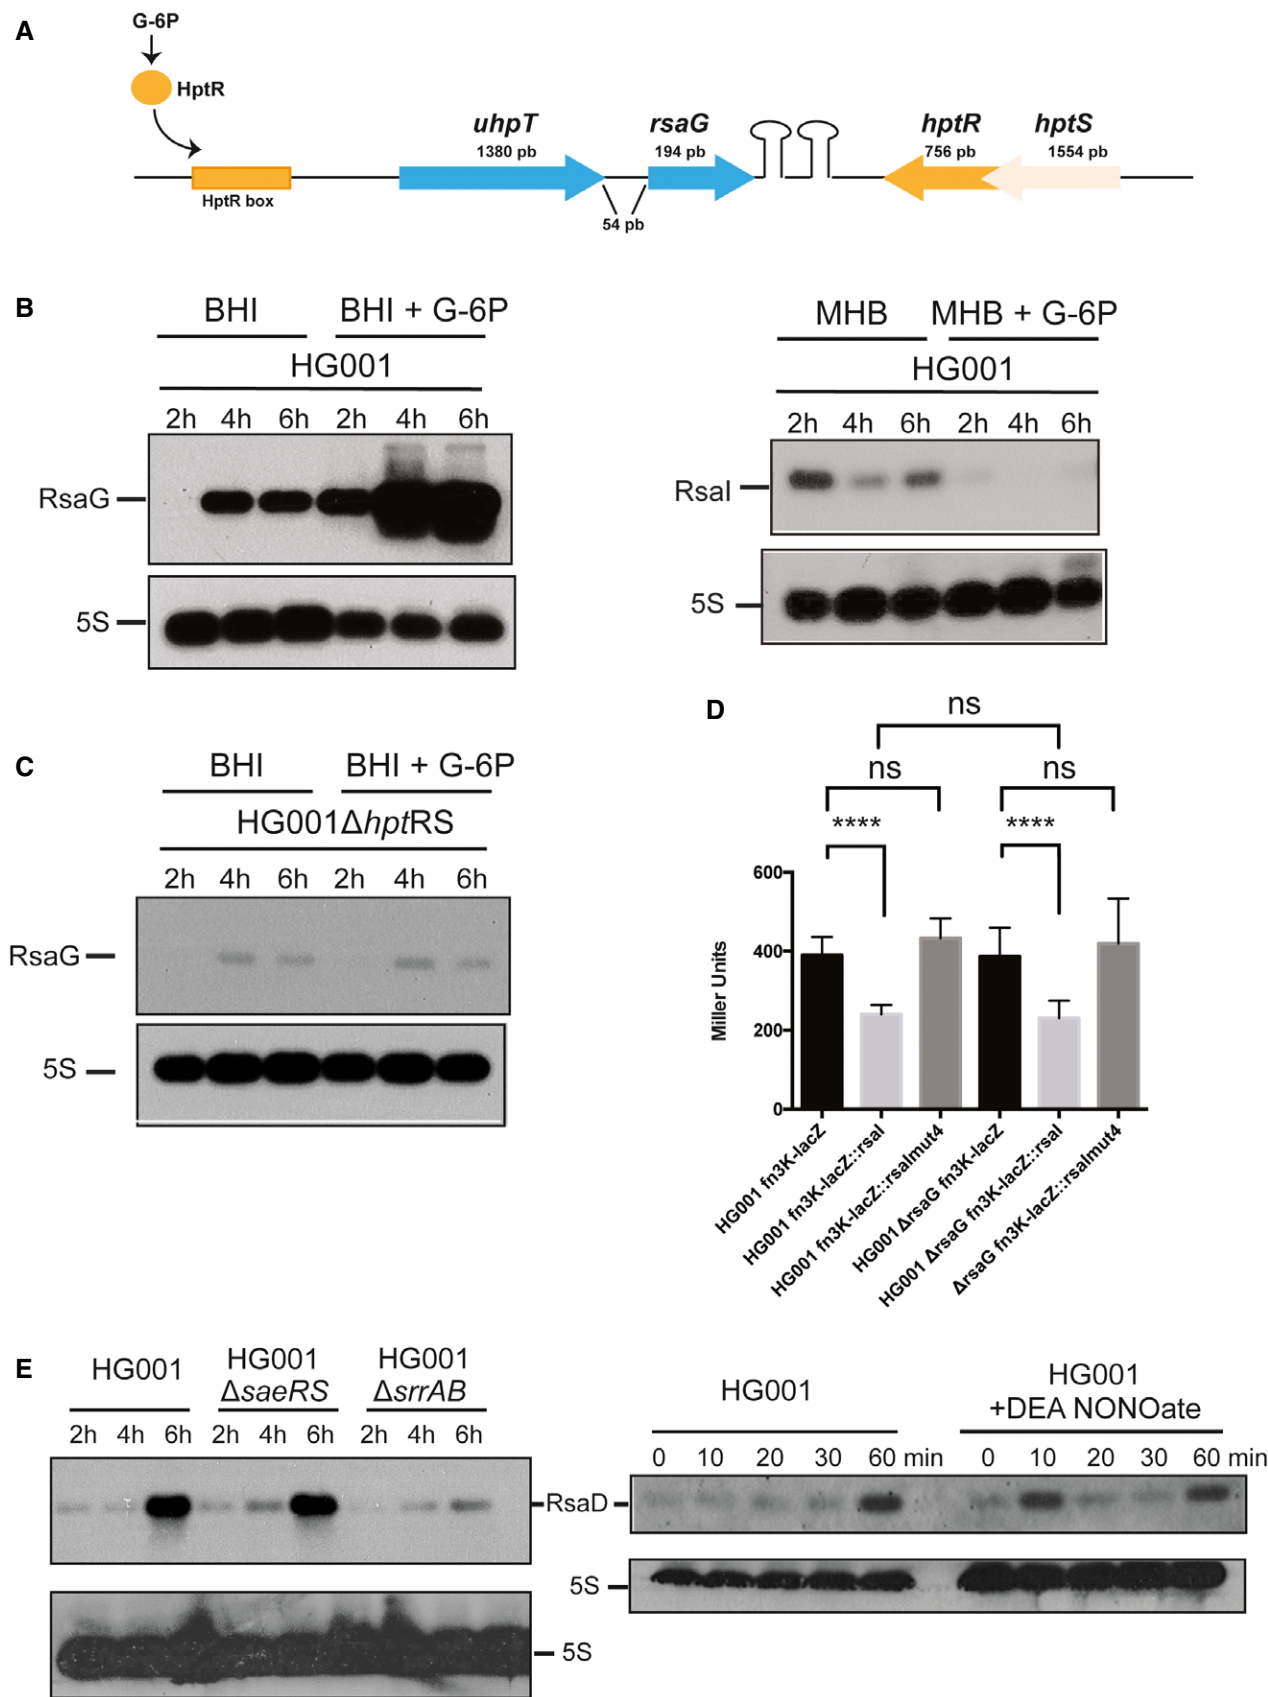 A
G-6P
HptR
uhpT
rsaG
hptR
hptS
1380 pb
194 pb
756 pb
1554 pb
HptR box
54 pb
B
BHI
BHI + G-6P
HG001
2h 4h 6h 2h 4h 6h
RsaG
5S
MHB
MHB + G-6P
HG001
2h 4h 6h 2h 4h 6h
RsaI
5S
C
BHI
BHI + G-6P
HG001ΔhptRS
2h 4h 6h 2h 4h 6h
RsaG
5S
D
ns
ns
ns
****
****
600
400
200
0
Miller Units
HG001 fn3K-lacZ
HG001 fn3K-lacZ::rsaI
HG001 fn3K-lacZ::rsaImut4
HG001 ΔrsaG fn3K-lacZ
HG001 ΔrsaG fn3K-lacZ::rsaI
ΔrsaG fn3K-lacZ::rsaImut4
E
HG001
HG001
ΔsaeRS
HG001
ΔsrrAB
2h 4h 6h 2h 4h 6h 2h 4h 6h
RsaD
5S
HG001
HG001
+DEA NONOate
0 10 20 30 60 min 0 10 20 30 60 min
5S